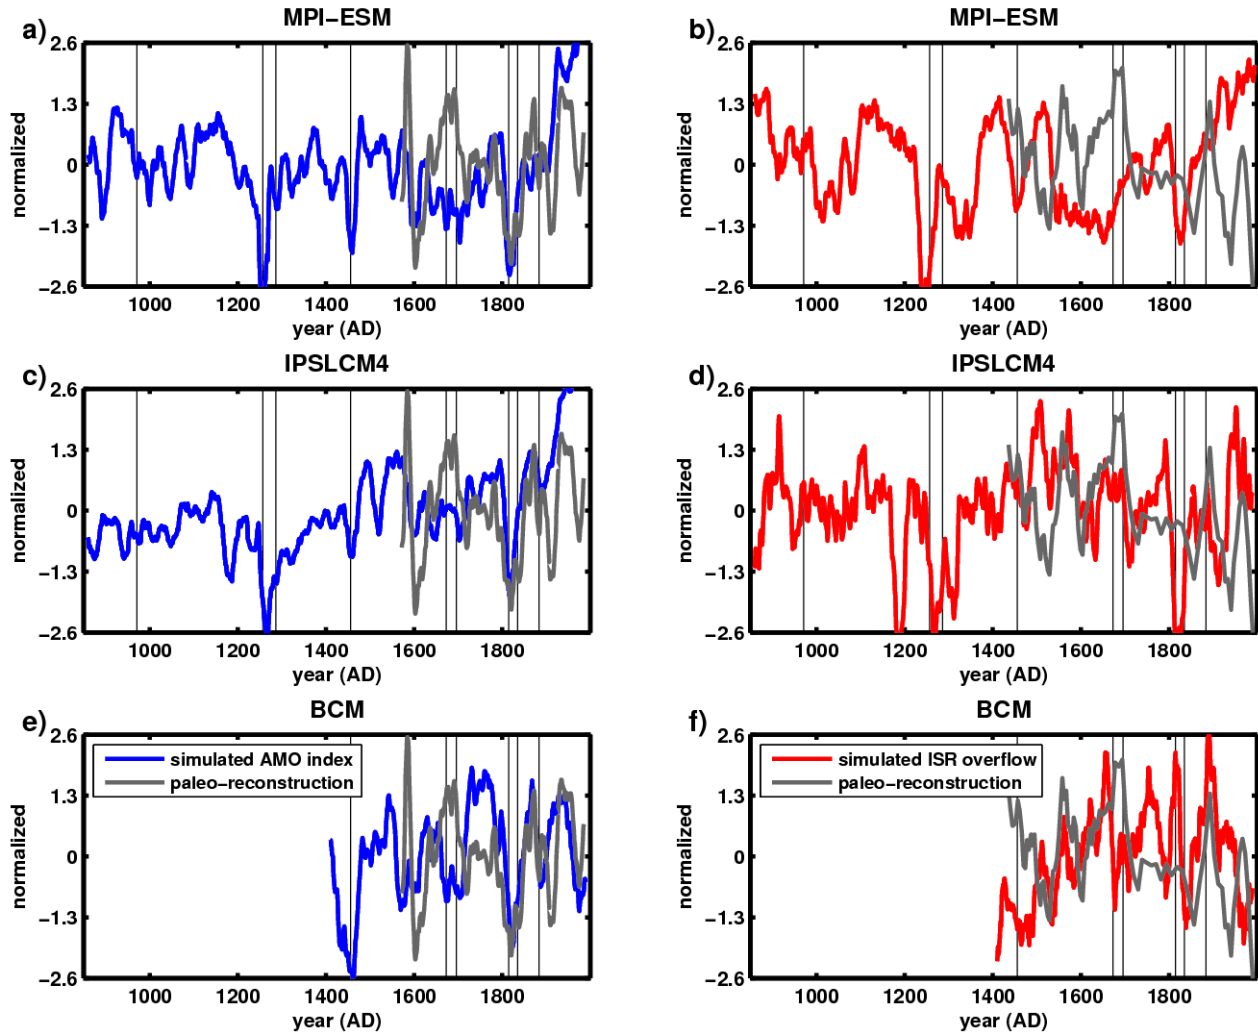 a)
MPI−ESM
2.6
1.3
0
−1.3
−2.6
normalized
1000 1200 1400 1600 1800
year (AD)
b)
MPI−ESM
2.6
1.3
0
−1.3
−2.6
normalized
1000 1200 1400 1600 1800
year (AD)
c)
IPSLCM4
2.6
1.3
0
−1.3
−2.6
normalized
1000 1200 1400 1600 1800
year (AD)
d)
IPSLCM4
2.6
1.3
0
−1.3
−2.6
normalized
1000 1200 1400 1600 1800
year (AD)
e)
BCM
2.6
1.3
0
−1.3
−2.6
normalized
simulated AMO index
paleo−reconstruction
1000 1200 1400 1600 1800
year (AD)
f)
BCM
2.6
1.3
0
−1.3
−2.6
normalized
simulated ISR overflow
paleo−reconstruction
1000 1200 1400 1600 1800
year (AD)